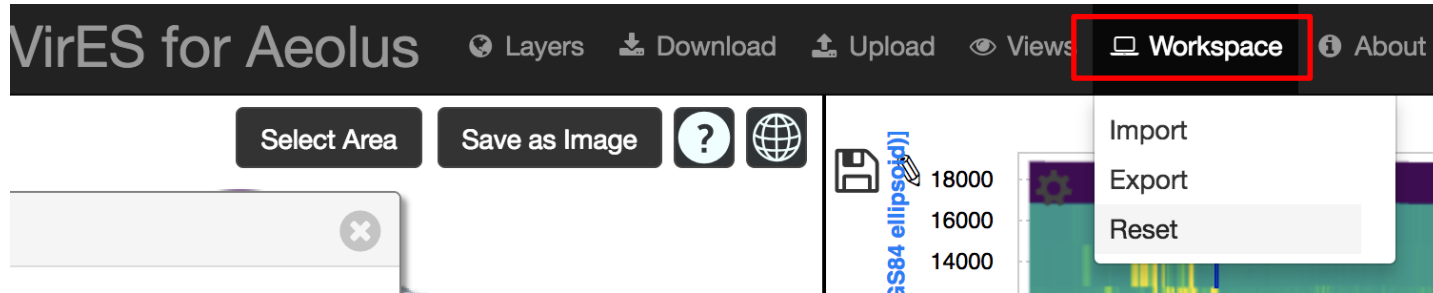 VirES for Aeolus Layers Download Upload Views Workspace About
Select Area Save as Image ?
Import
Export
Reset
18000
16000
14000
GS84 ellipsoid)]